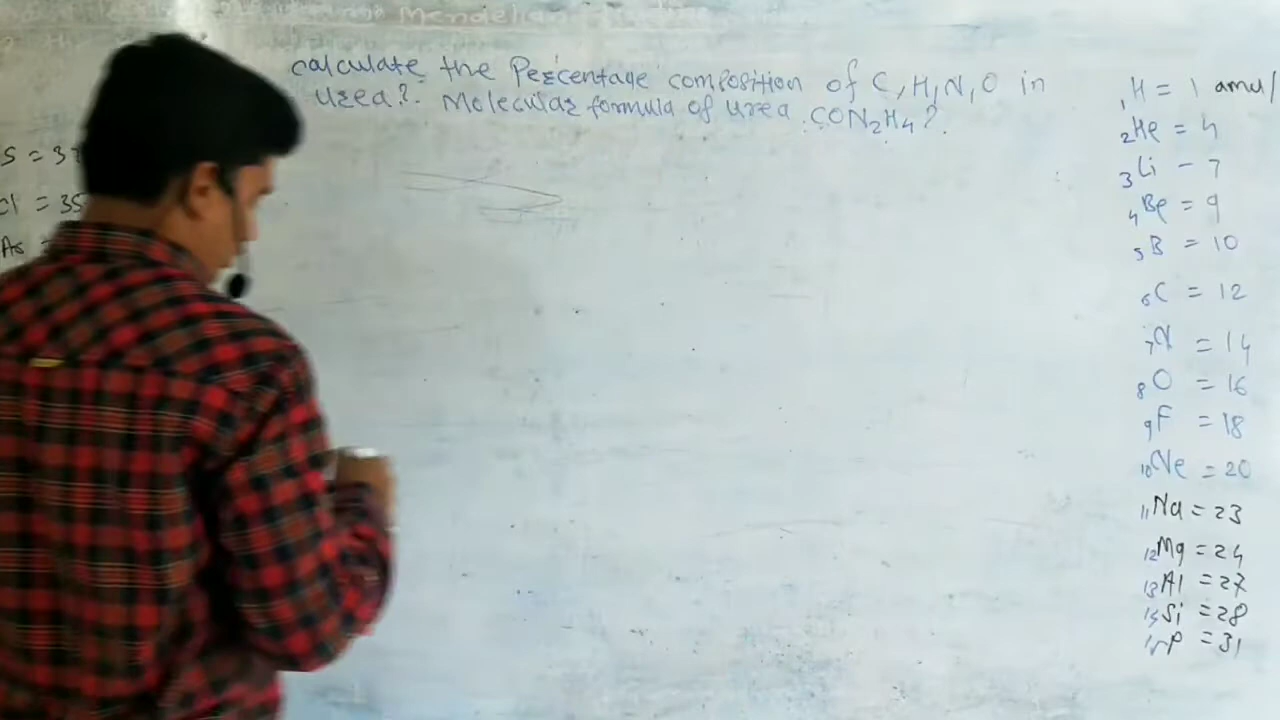 Mendelian
calculate the Percentage composition of C, H, N, O in
urea?. Molecular formula of urea CON₂H₄?.
S = 3
Cl = 35
As
₁H = 1 amu/
₂He = 4
₃Li - 7
₄Be = 9
₅B = 10
₆C = 12
₇N = 14
₈O = 16
₉F = 18
₁₀Ne = 20
₁₁Na = 23
₁₂Mg = 24
₁₃Al = 27
Si = 28
P = 31